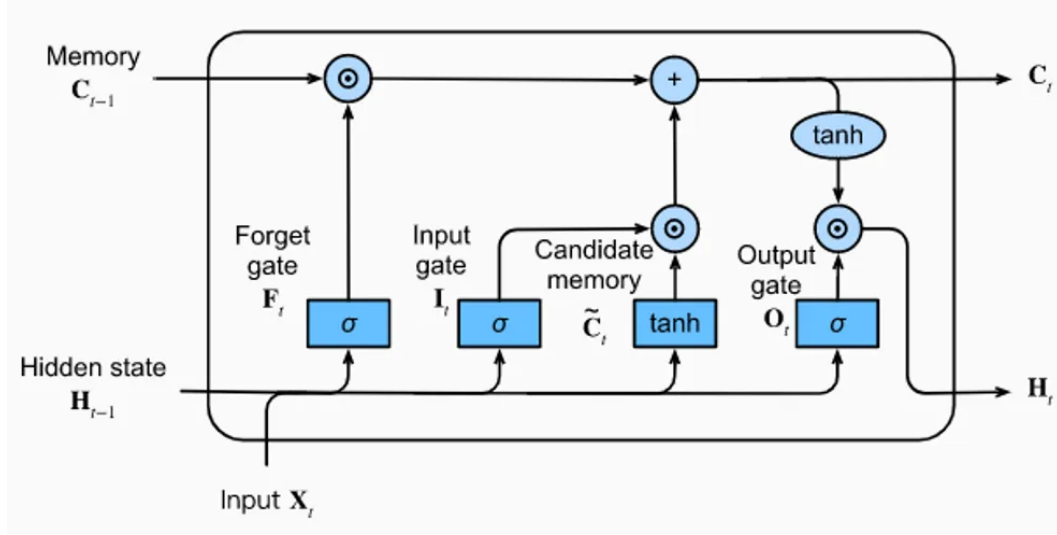 Memory
C_{t-1}
⊙
+
C_t
tanh
Forget
gate
F_t
Input
gate
I_t
Candidate
memory
C̃_t
⊙
Output
gate
O_t
⊙
σ
σ
tanh
σ
Hidden state
H_{t-1}
H_t
Input X_t